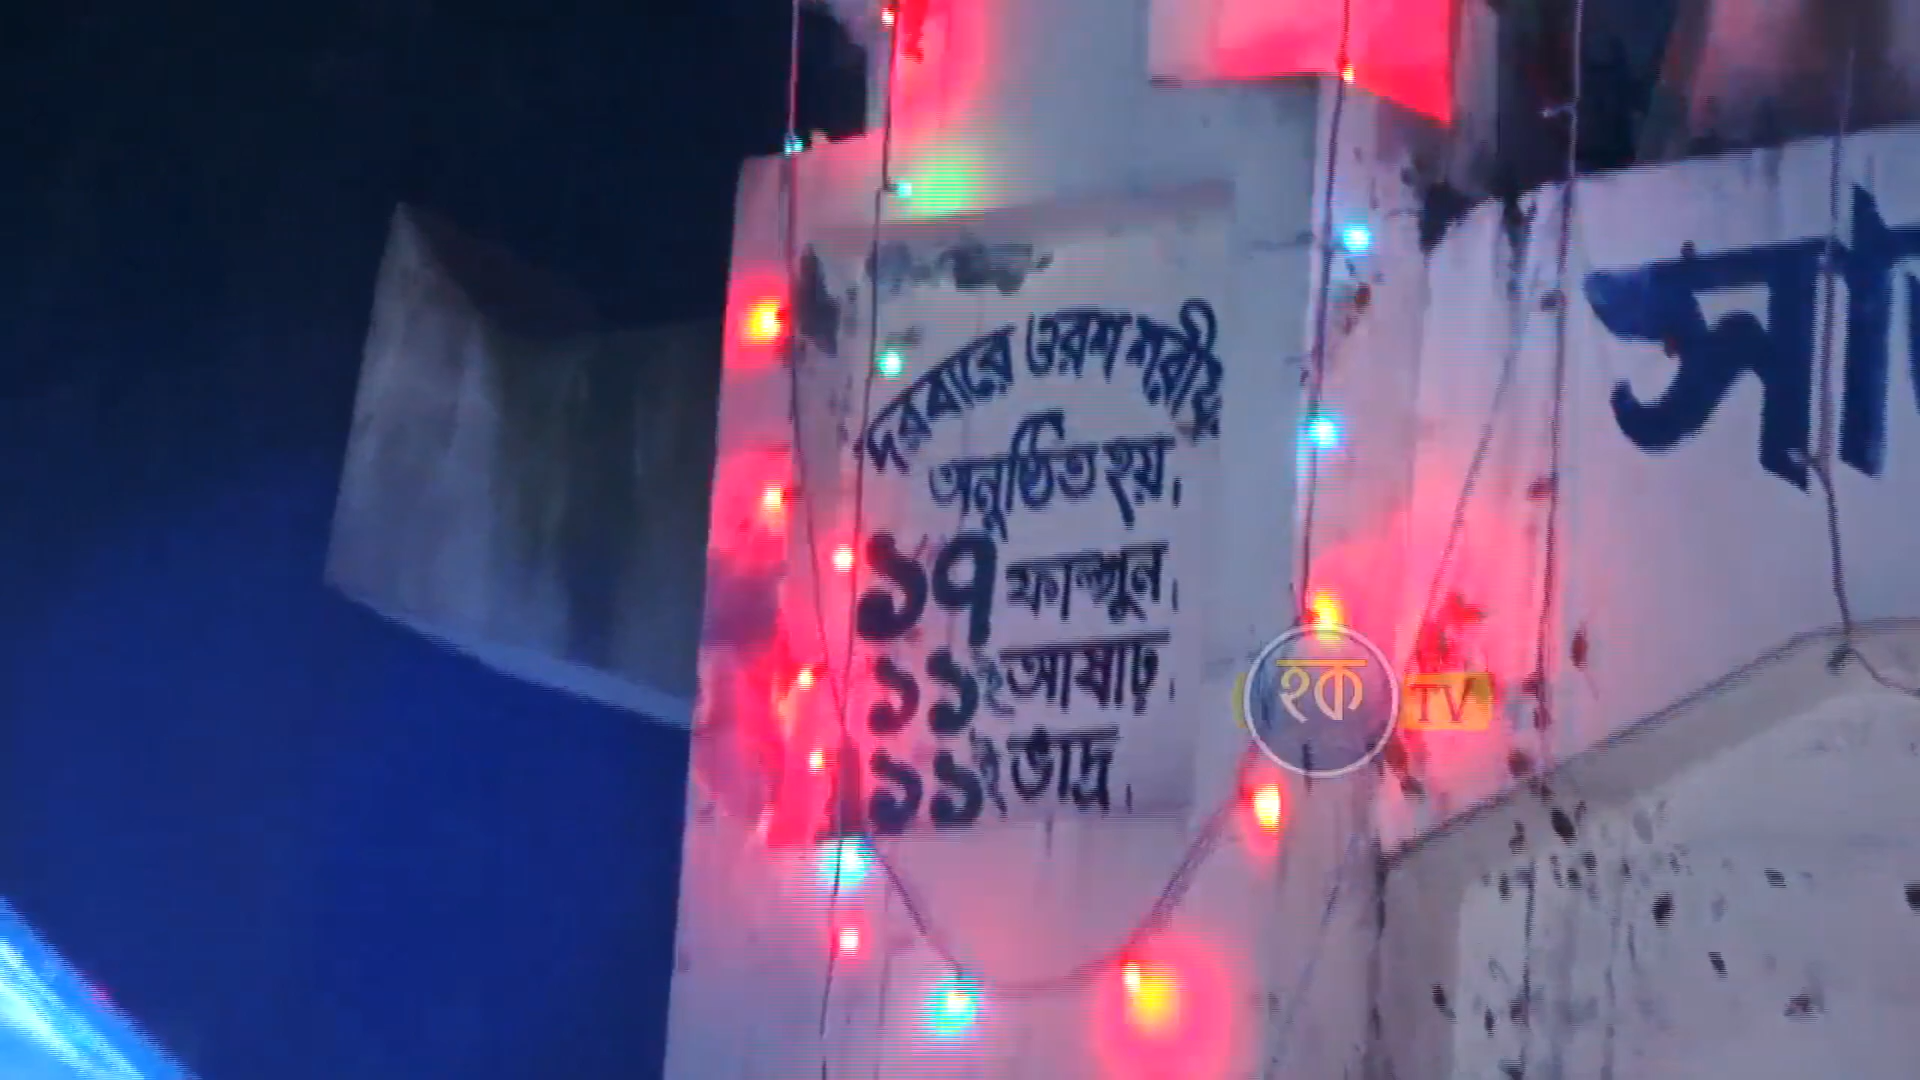 দরবারে ওরশ শরীফ
অনুষ্ঠিত হয়।
১৭ ফাল্গুন।
১১ই আষাঢ়।
১১ই ভাদ্র।
হক TV